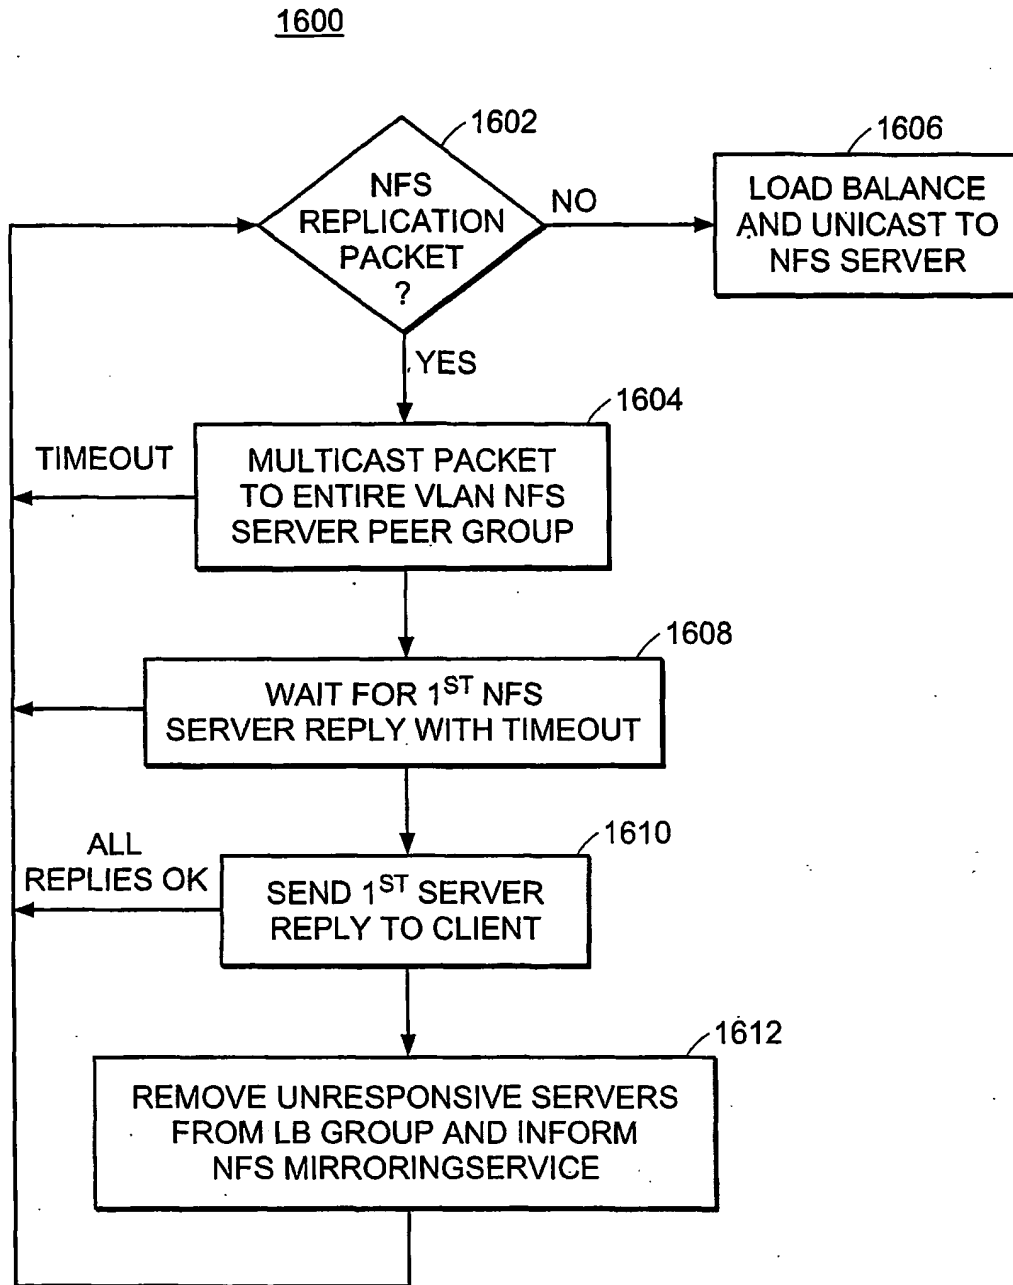 1600
1602
NFS
REPLICATION
PACKET
?
NO
1606
LOAD BALANCE
AND UNICAST TO
NFS SERVER
YES
1604
TIMEOUT
MULTICAST PACKET
TO ENTIRE VLAN NFS
SERVER PEER GROUP
1608
WAIT FOR 1ST NFS
SERVER REPLY WITH TIMEOUT
1610
ALL
REPLIES OK
SEND 1ST SERVER
REPLY TO CLIENT
1612
REMOVE UNRESPONSIVE SERVERS
FROM LB GROUP AND INFORM
NFS MIRRORINGSERVICE